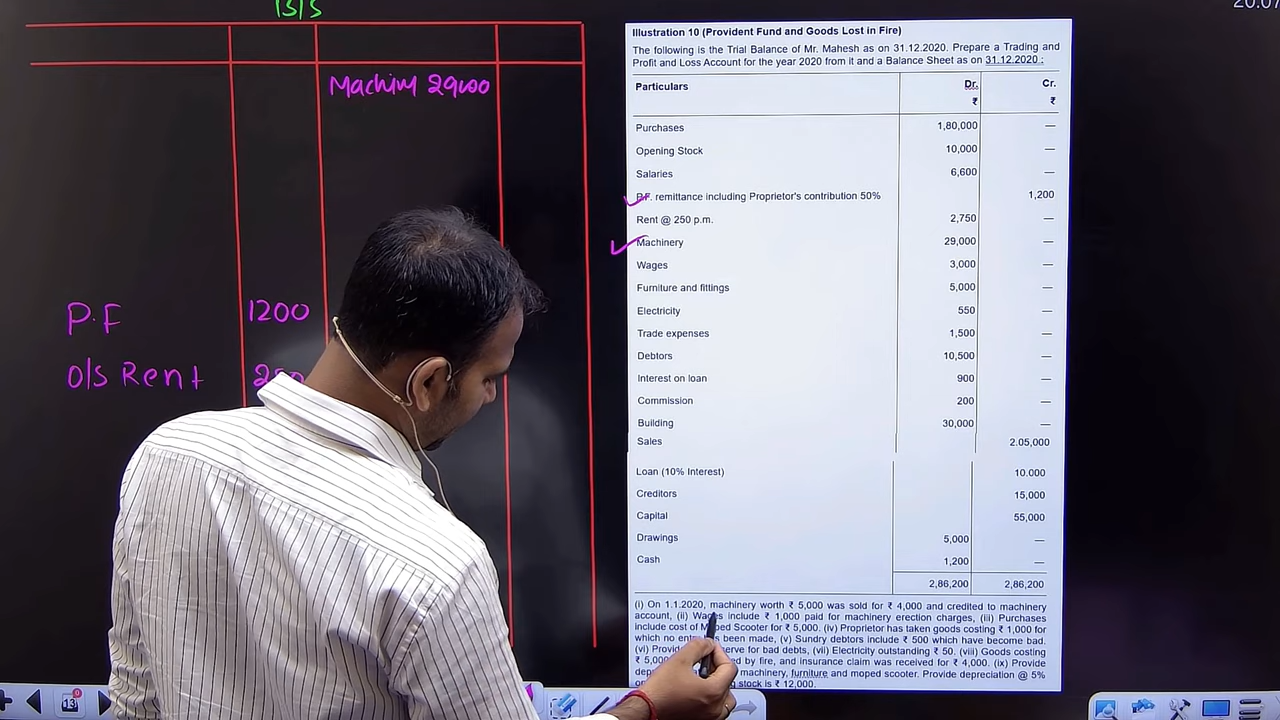 20:07
B/S
Machinry 29000
P.F 1200
O/S Rent 250
Illustration 10 (Provident Fund and Goods Lost in Fire)
The following is the Trial Balance of Mr. Mahesh as on 31.12.2020. Prepare a Trading and
Profit and Loss Account for the year 2020 from it and a Balance Sheet as on 31.12.2020 :
Particulars Dr. Cr.
₹ ₹
Purchases 1,80,000 —
Opening Stock 10,000 —
Salaries 6,600 —
P.F. remittance including Proprietor's contribution 50% 1,200
Rent @ 250 p.m. 2,750 —
Machinery 29,000 —
Wages 3,000 —
Furniture and fittings 5,000 —
Electricity 550 —
Trade expenses 1,500 —
Debtors 10,500 —
Interest on loan 900 —
Commission 200 —
Building 30,000 —
Sales 2.05,000
Loan (10% Interest) 10.000
Creditors 15,000
Capital 55,000
Drawings 5,000 —
Cash 1,200 —
2,86,200 2,86,200
(i) On 1.1.2020, machinery worth ₹ 5,000 was sold for ₹ 4,000 and credited to machinery
account, (ii) Wages include ₹ 1,000 paid for machinery erection charges, (iii) Purchases
include cost of Moped Scooter for ₹ 5,000. (iv) Proprietor has taken goods costing ₹ 1,000 for
which no been made, (v) Sundry debtors include ₹ 500 which have become bad.
(vi) for bad debts, (vii) Electricity outstanding ₹ 50. (viii) Goods costing
₹ 5,000 by fire, and insurance claim was received for ₹ 4,000. (ix) Provide
machinery, furniture and moped scooter. Provide depreciation @ 5%
stock is ₹ 12,000.
13